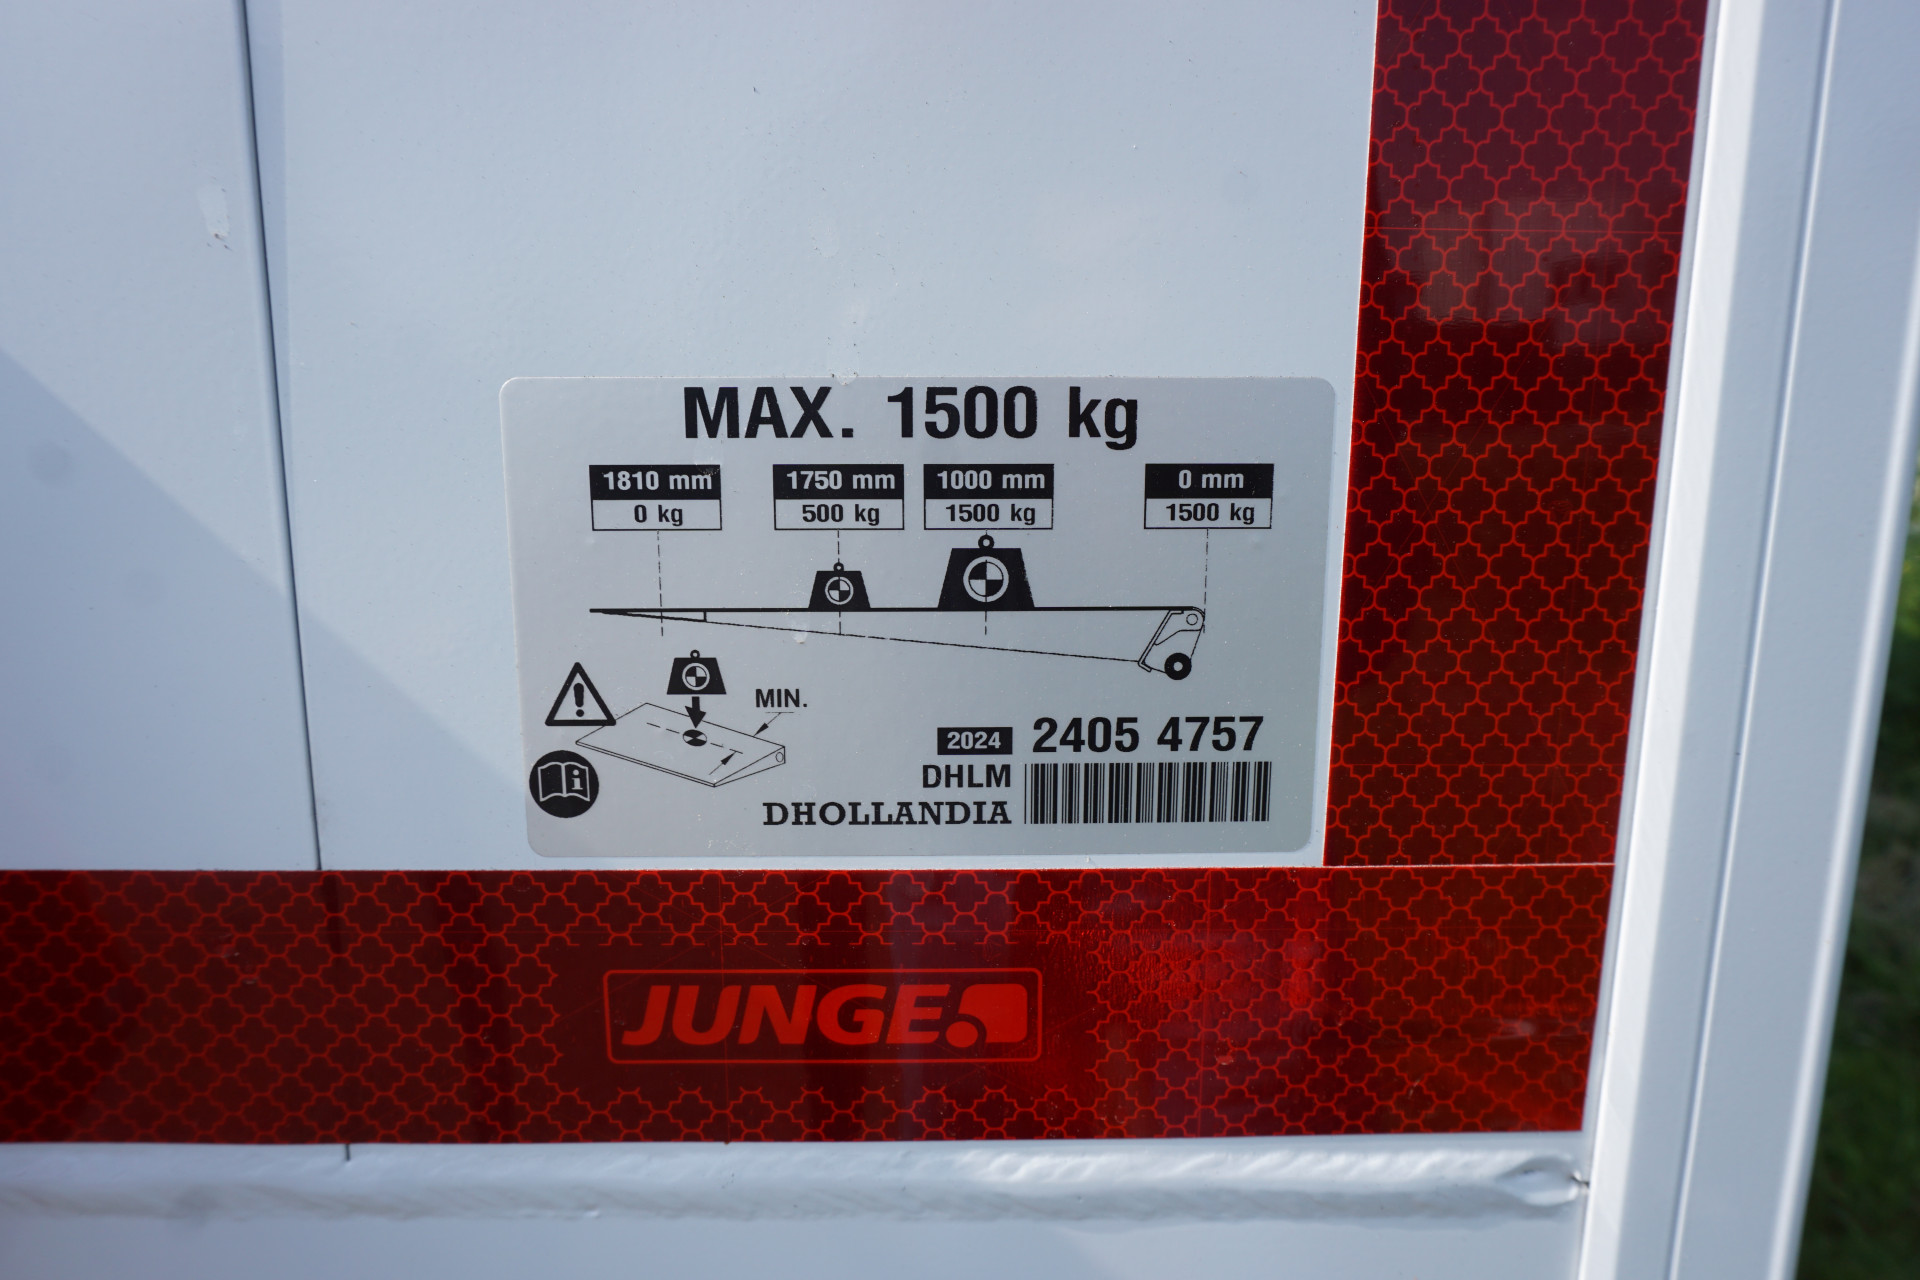 MAX. 1500 kg
1810 mm 1750 mm 1000 mm 0 mm
0 kg 500 kg 1500 kg 1500 kg
MIN.
2024 2405 4757
DHLM
DHOLLANDIA
JUNGE